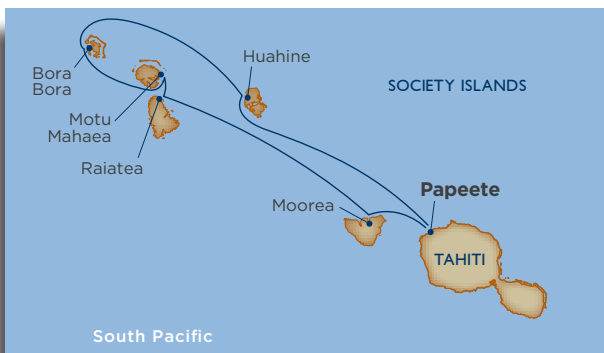 Huahine
Bora
Bora
SOCIETY ISLANDS
Motu
Mahaea
Raiatea
Papeete
Moorea
TAHITI
South Pacific